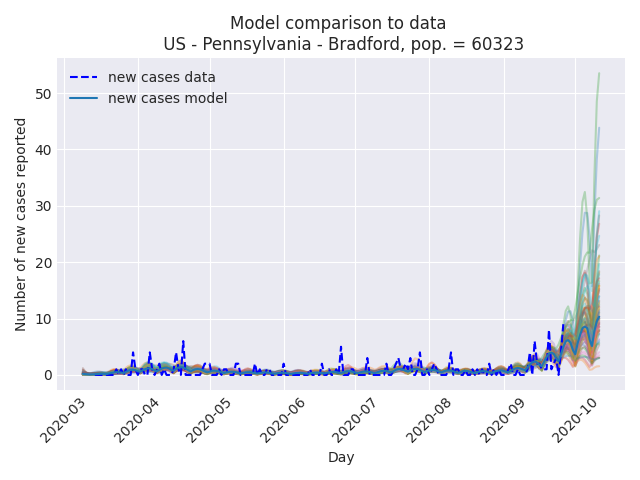 Model comparison to data
US - Pennsylvania - Bradford, pop. = 60323
new cases data
new cases model
Number of new cases reported
50
40
30
20
10
0
2020-03
2020-04
2020-05
2020-06
2020-07
2020-08
2020-09
2020-10
Day